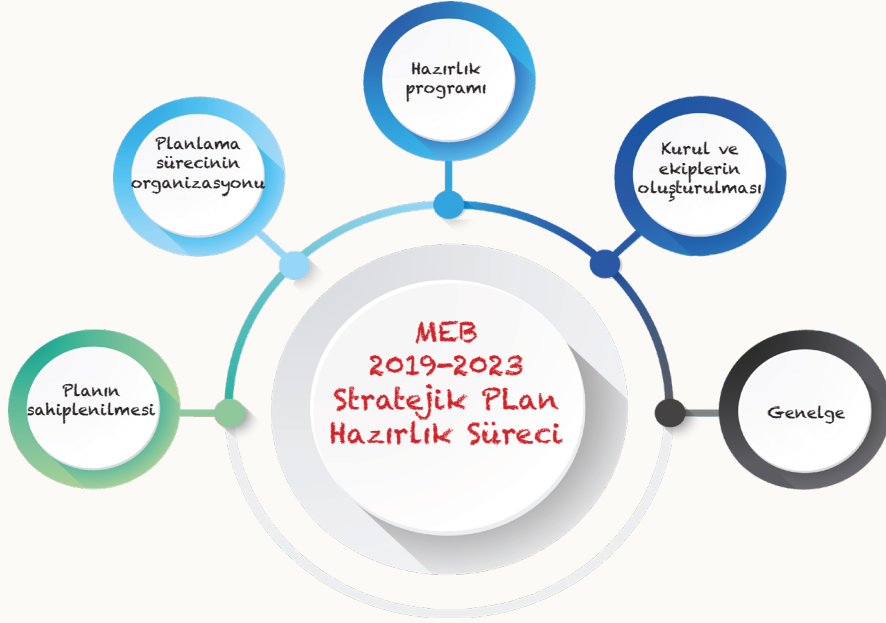 Hazırlık
programı
Planlama
sürecinin
organizasyonu
Kurul ve
ekiplerin
oluşturulması
MEB
2019-2023
Stratejik PLan
Hazırlık Süreci
Planın
sahiplenilmesi
Genelge